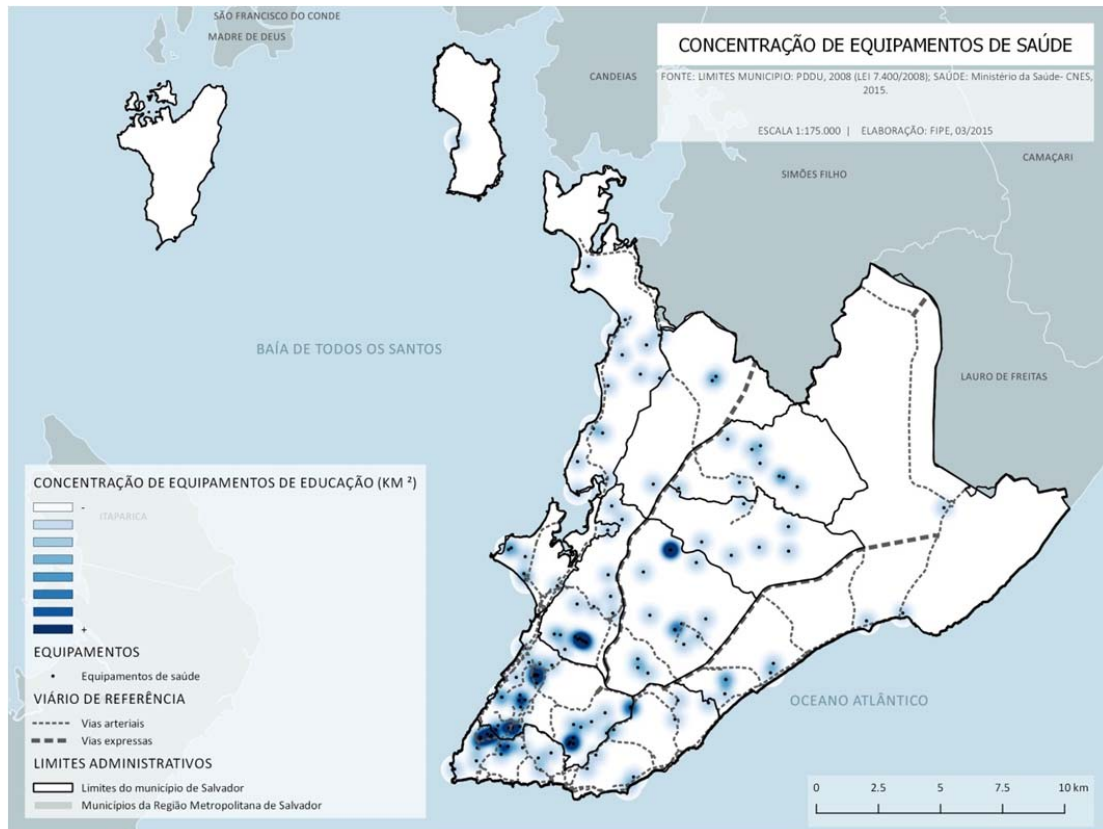 SÃO FRANCISCO DO CONDE
MADRE DE DEUS
CONCENTRAÇÃO DE EQUIPAMENTOS DE SAÚDE
FONTE: LIMITES MUNICIPIO: PDDU, 2008 (LEI 7.400/2008); SAÚDE: Ministério da Saúde- CNES,
2015.
ESCALA 1:175.000 | ELABORAÇÃO: FIPE, 03/2015
CANDEIAS
CAMAÇARI
SIMÕES FILHO
BAÍA DE TODOS OS SANTOS
LAURO DE FREITAS
CONCENTRAÇÃO DE EQUIPAMENTOS DE EDUCAÇÃO (KM ²)
-
ITAPARICA
+
EQUIPAMENTOS
Equipamentos de saúde
VIÁRIO DE REFERÊNCIA
Vias arteriais
Vias expressas
LIMITES ADMINISTRATIVOS
Limites do município de Salvador
Municípios da Região Metropolitana de Salvador
OCEANO ATLÂNTICO
0 2.5 5 7.5 10 km